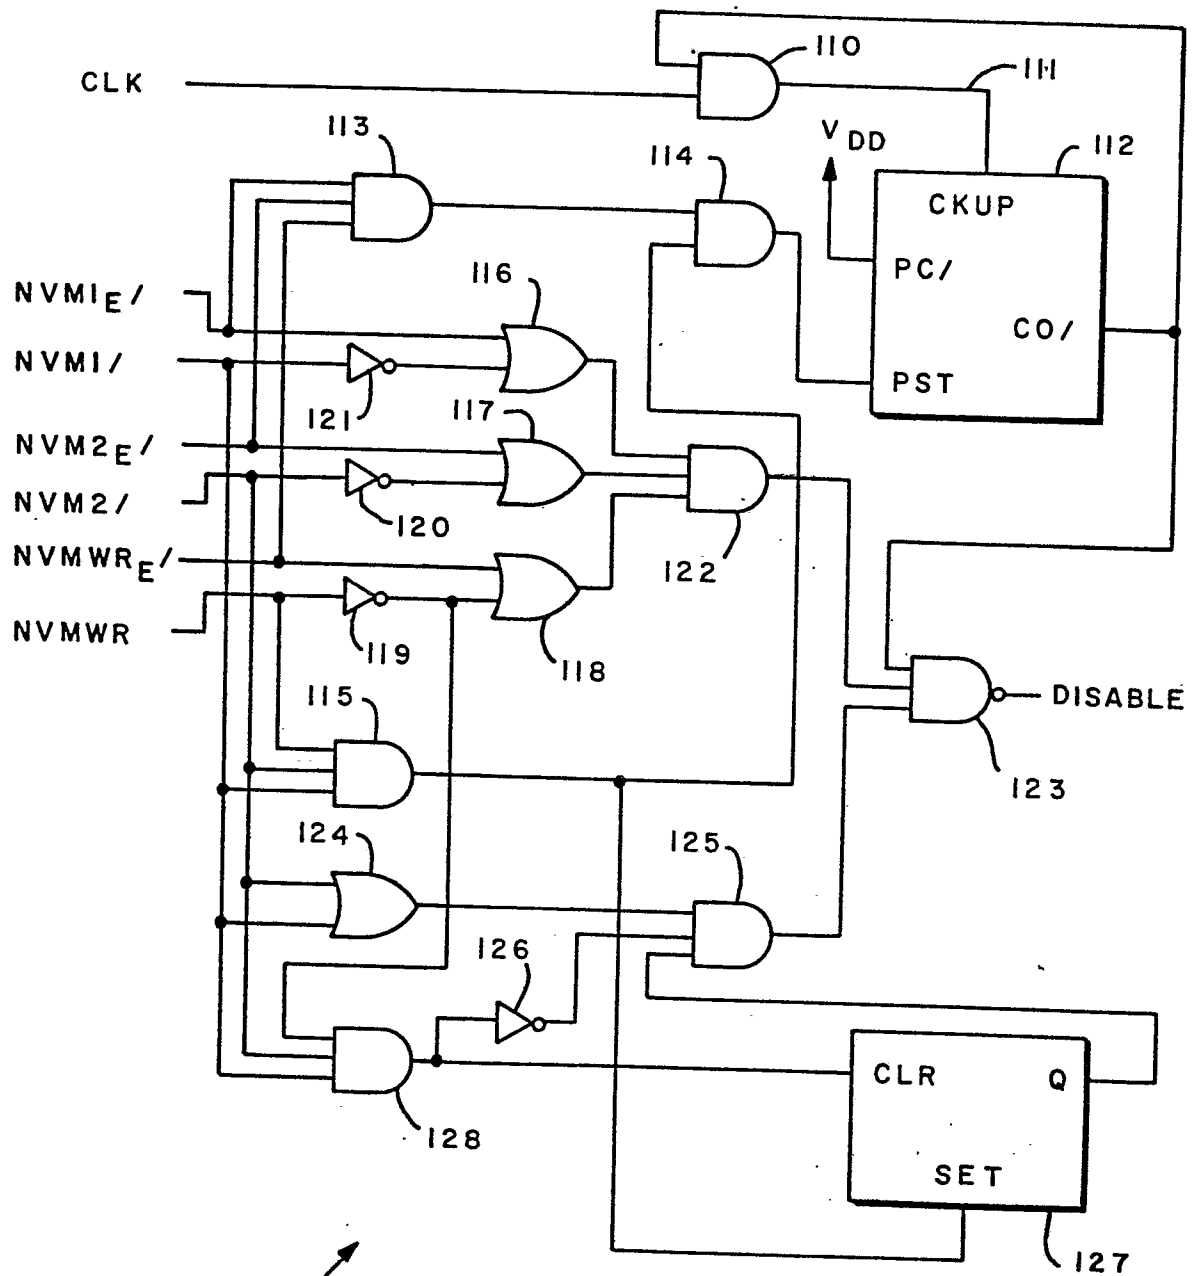 110
111
CLK
113
V DD
114
112
CKUP
PC/
NVM1E/
116
CO/
NVM1/
PST
121
117
NVM2E/
NVM2/
120
NVMWRE/
122
NVMWR
119
118
115
DISABLE
123
124
125
126
CLR Q
128
SET
127